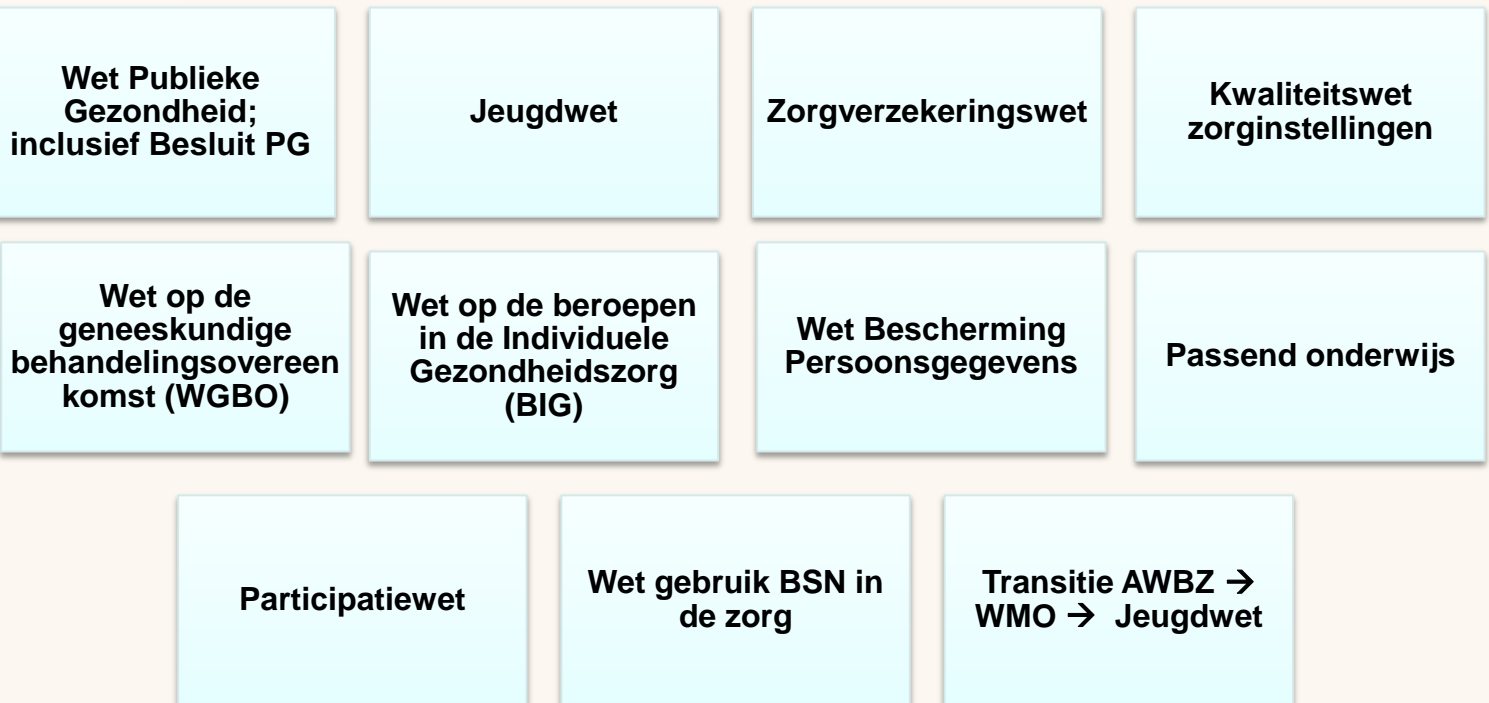 Wet Publieke
Gezondheid;
inclusief Besluit PG
Jeugdwet
Zorgverzekeringswet
Kwaliteitswet
zorginstellingen
Wet op de
geneeskundige
behandelingsovereen
komst (WGBO)
Wet op de beroepen
in de Individuele
Gezondheidszorg
(BIG)
Wet Bescherming
Persoonsgegevens
Passend onderwijs
Participatiewet
Wet gebruik BSN in
de zorg
Transitie AWBZ →
WMO → Jeugdwet